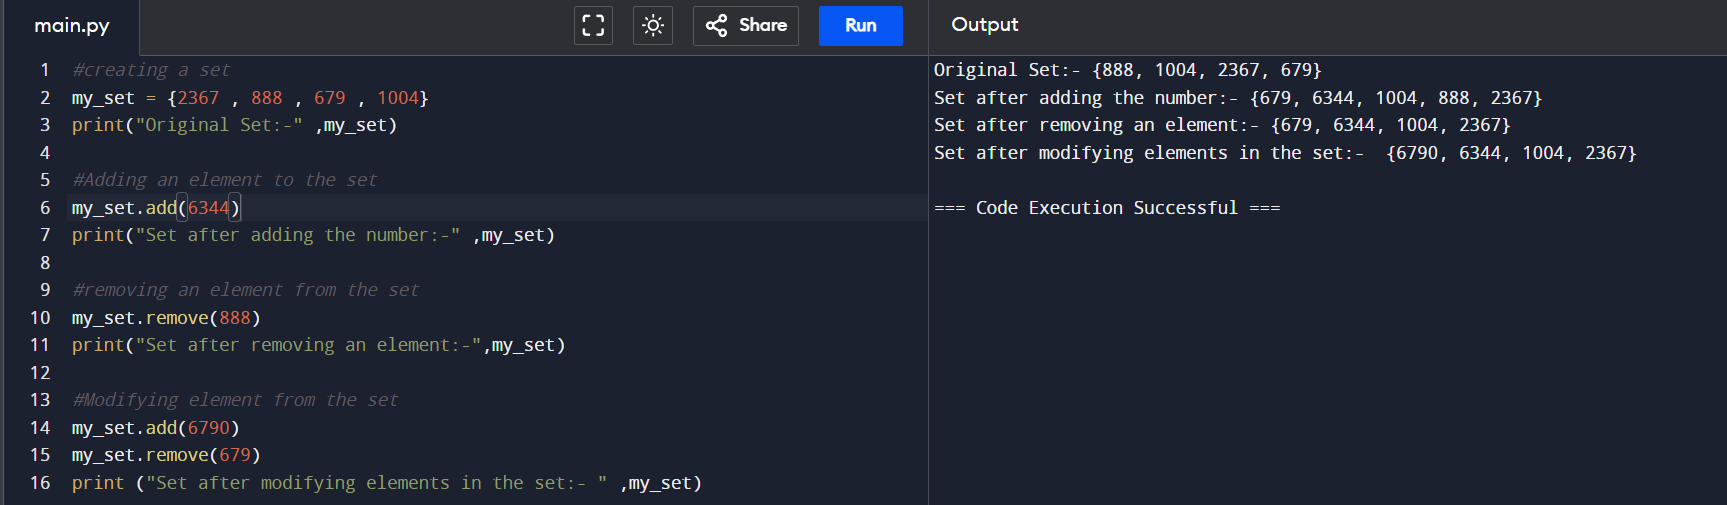 main.py
Share
Run
Output
1 #creating a set
2 my_set = {2367 , 888 , 679 , 1004}
3 print("Original Set:-" ,my_set)
4
5 #Adding an element to the set
6 my_set.add(6344)
7 print("Set after adding the number:-" ,my_set)
8
9 #removing an element from the set
10 my_set.remove(888)
11 print("Set after removing an element:-",my_set)
12
13 #Modifying element from the set
14 my_set.add(6790)
15 my_set.remove(679)
16 print ("Set after modifying elements in the set:- " ,my_set)
Original Set:- {888, 1004, 2367, 679}
Set after adding the number:- {679, 6344, 1004, 888, 2367}
Set after removing an element:- {679, 6344, 1004, 2367}
Set after modifying elements in the set:-  {6790, 6344, 1004, 2367}
=== Code Execution Successful ===